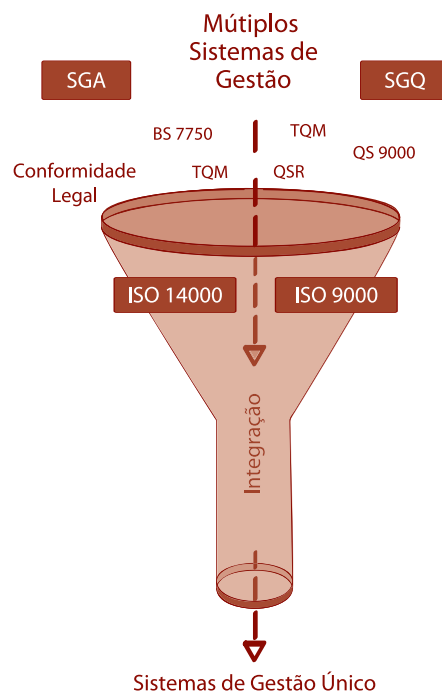 Mútiplos
Sistemas de
Gestão
SGA
SGQ
BS 7750
TQM
QS 9000
Conformidade
Legal
TQM
QSR
ISO 14000
ISO 9000
Integração
Sistemas de Gestão Único